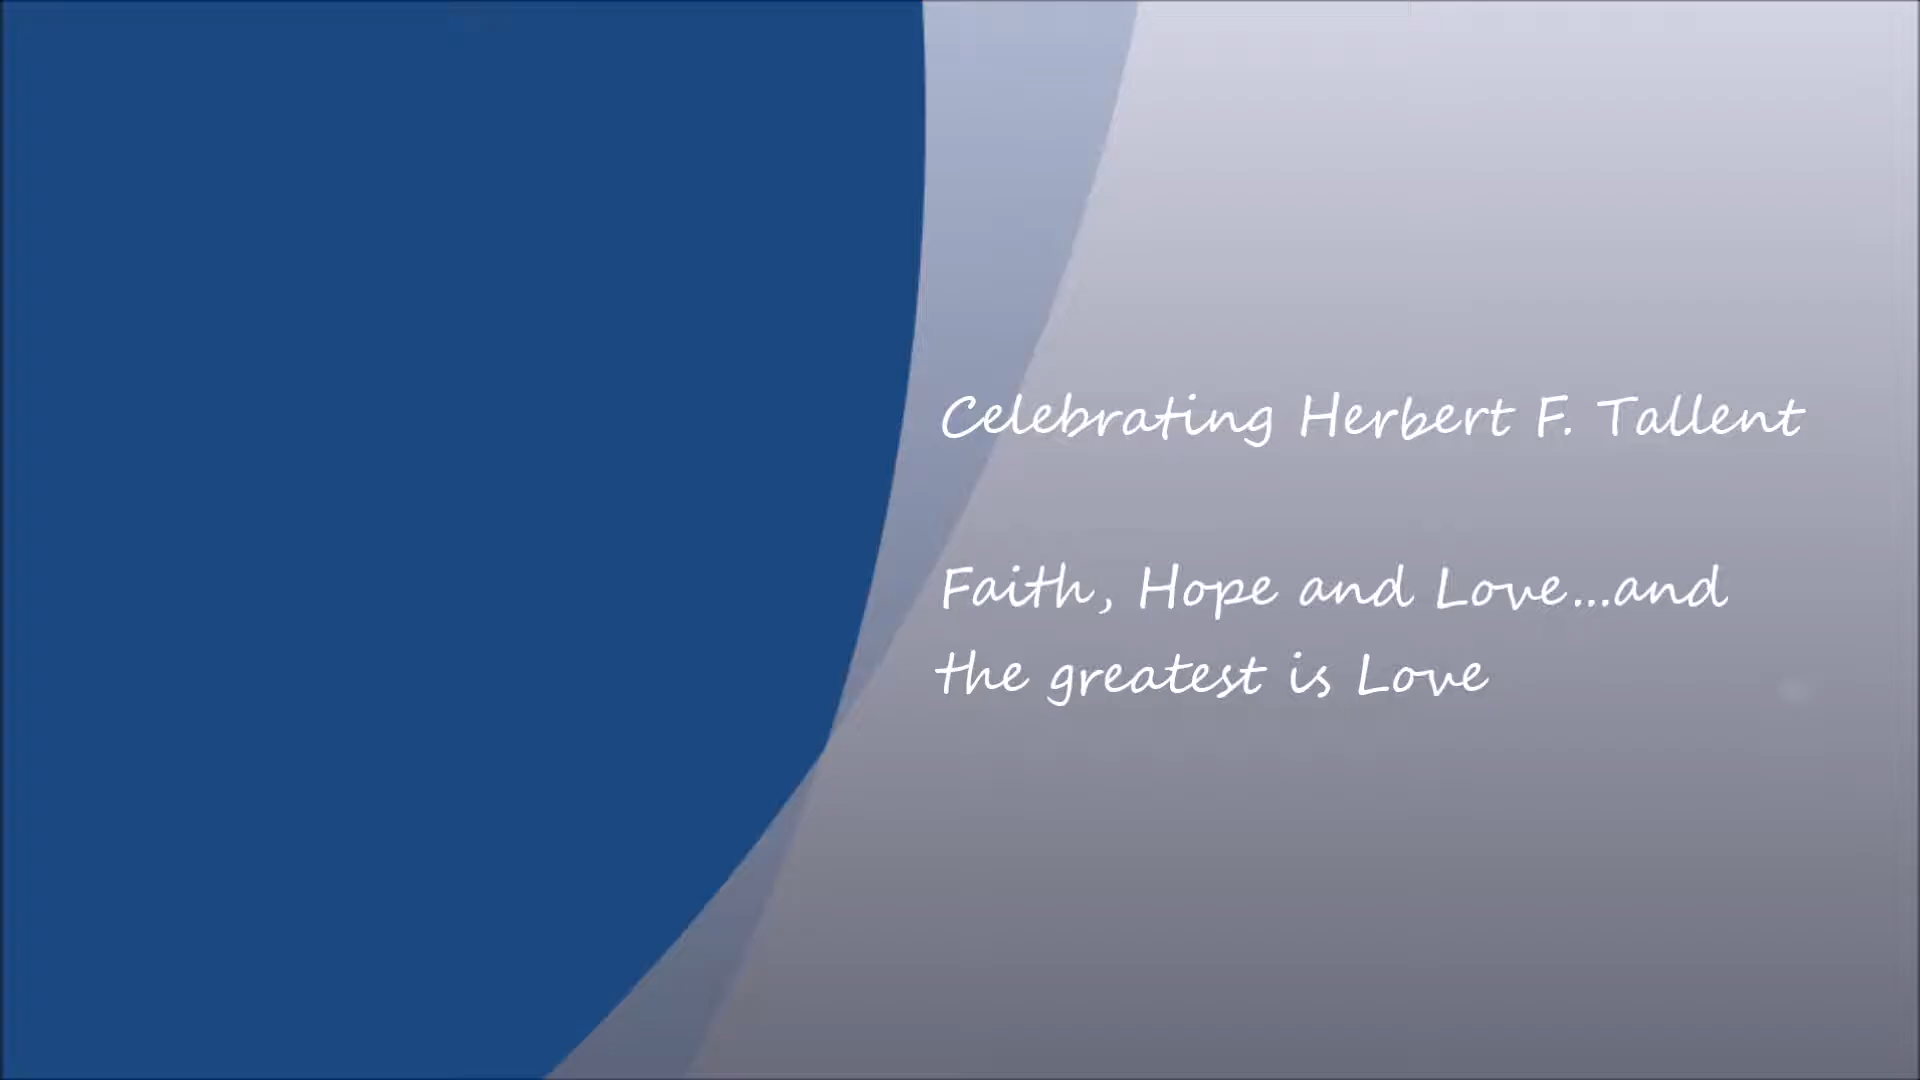 Celebrating Herbert F. Tallent
Faith, Hope and Love...and
the greatest is Love